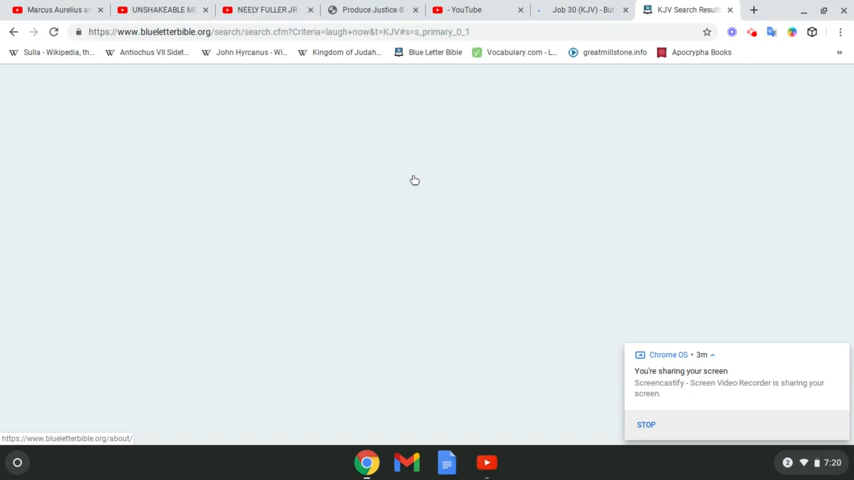 Marcus Aurelius an
UNSHAKEABLE M
NEELY FULLER JR -
Produce Justice ®
- YouTube
Job 30 (KJV) - But
KJV Search Result
https://www.blueletterbible.org/search/search.cfm?Criteria=laugh+now&t=KJV#s=s_primary_0_1
Sulla - Wikipedia, th...
Antiochus VII Sidet...
John Hyrcanus - Wi...
Kingdom of Judah...
Blue Letter Bible
Vocabulary.com - L...
greatmillstone.info
Apocrypha Books
»
Chrome OS • 3m
You're sharing your screen
Screencastify - Screen Video Recorder is sharing your
screen.
STOP
https://www.blueletterbible.org/about/
2
7:20